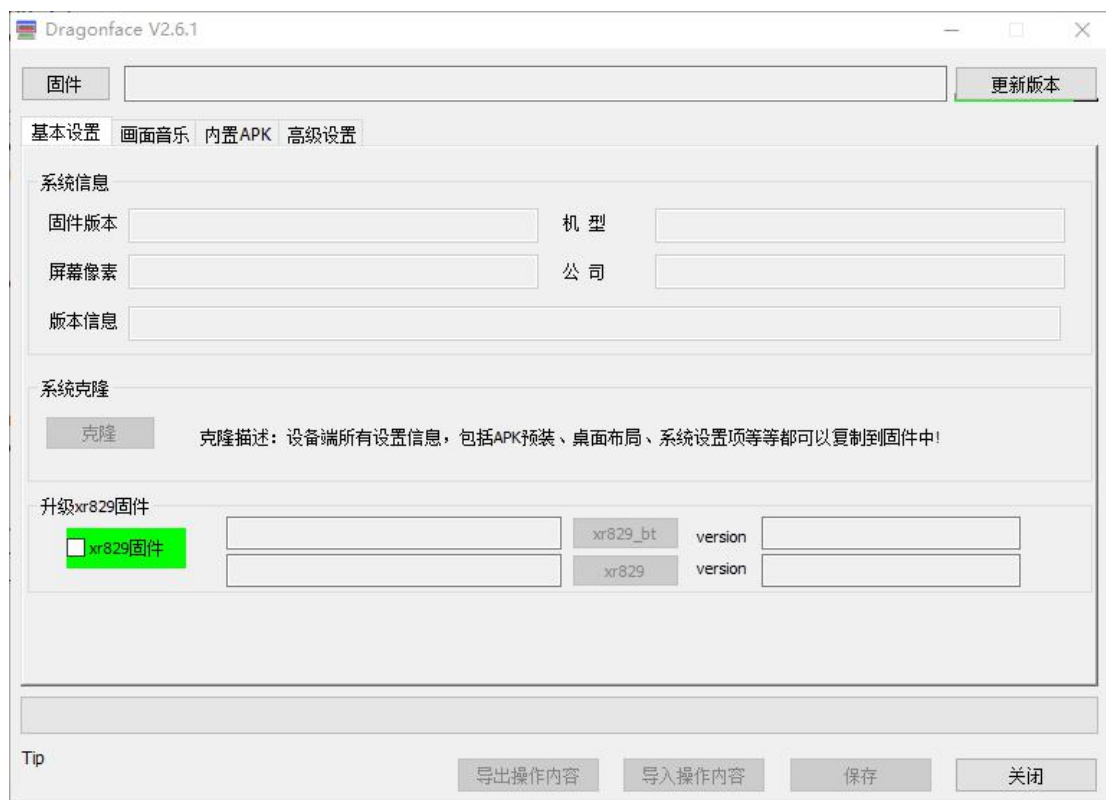 Dragonface V2.6.1
固件 更新版本
基本设置 画面音乐 内置APK 高级设置
系统信息
固件版本 机 型
屏幕像素 公 司
版本信息
系统克隆
克隆 克隆描述：设备端所有设置信息，包括APK预装、桌面布局、系统设置项等等都可以复制到固件中!
升级xr829固件
xr829固件 xr829_bt version
xr829 version
Tip
导出操作内容 导入操作内容 保存 关闭